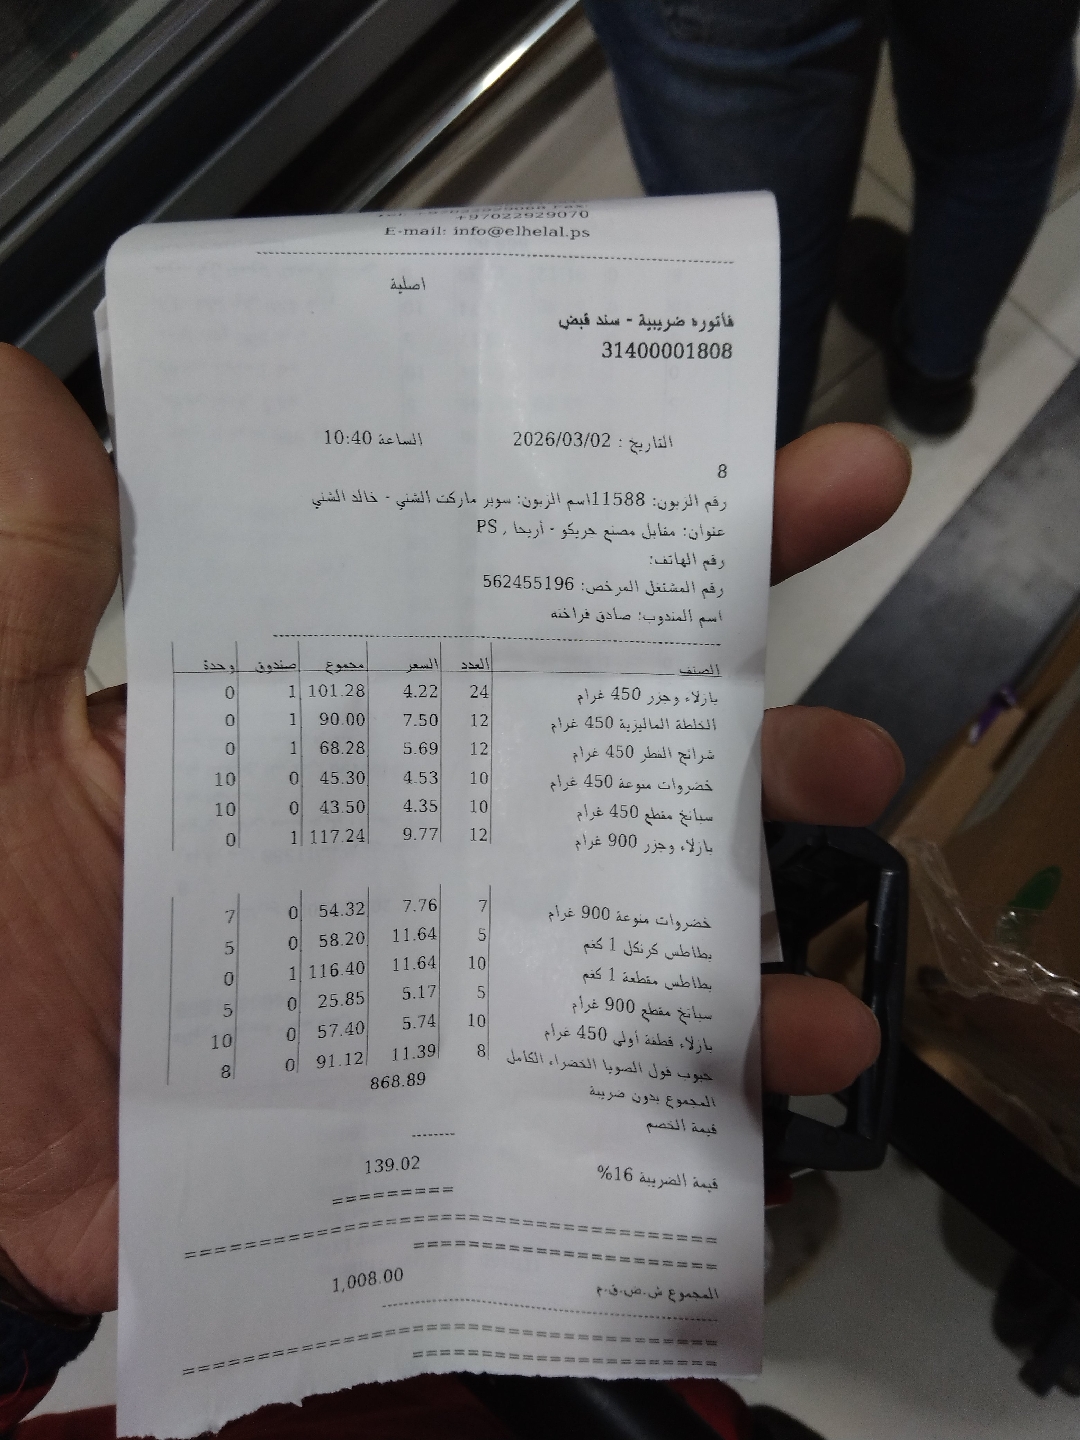 +97022929070
E-mail: info@elhelal.ps
اصلية
فاتوره ضريبية - سند قبض
31400001808
التاريخ : 2026/03/02 الساعة 10:40
8
رقم الزبون: 11588اسم الزبون: سوبر ماركت الشني - خالد الشني
عنوان: مقابل مصنع جريكو - أريحا , PS
رقم الهاتف:
رقم المشتغل المرخص: 562455196
اسم المندوب: صادق فراخنه
الصنف العدد السعر مجموع صندوق وحدة
بازلاء وجزر 450 غرام 24 4.22 101.28 1 0
الخلطة الماليزية 450 غرام 12 7.50 90.00 1 0
شرائح الفطر 450 غرام 12 5.69 68.28 1 0
خضروات منوعة 450 غرام 10 4.53 45.30 0 10
سبانخ مقطع 450 غرام 10 4.35 43.50 0 10
بازلاء وجزر 900 غرام 12 9.77 117.24 1 0
خضروات منوعة 900 غرام 7 7.76 54.32 0 7
بطاطس كرنكل 1 كغم 5 11.64 58.20 0 5
بطاطس مقطعة 1 كغم 10 11.64 116.40 1 0
سبانخ مقطع 900 غرام 5 5.17 25.85 0 5
بازلاء قطفة أولى 450 غرام 10 5.74 57.40 0 10
حبوب فول الصويا الخضراء الكامل 8 11.39 91.12 0 8
المجموع بدون ضريبة 868.89
قيمة الخصم
قيمة الضريبة 16% 139.02
المجموع ش.ض.ق.م 1,008.00